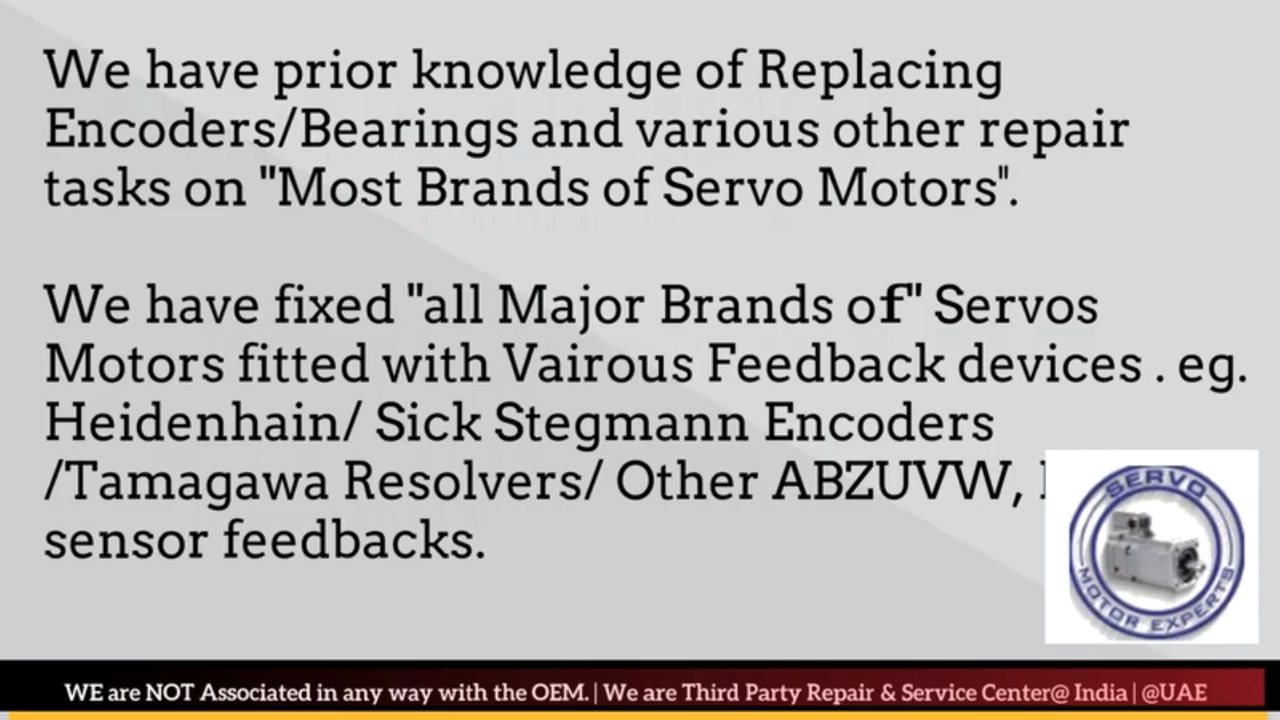 We have prior knowledge of Replacing
Encoders/Bearings and various other repair
tasks on "Most Brands of Servo Motors".
We have fixed "all Major Brands of" Servos
Motors fitted with Vairous Feedback devices . eg.
Heidenhain/ Sick Stegmann Encoders
/Tamagawa Resolvers/ Other ABZUVW,
sensor feedbacks.
SERVO
MOTOR EXPERTS
WE are NOT Associated in any way with the OEM. | We are Third Party Repair & Service Center@ India | @UAE